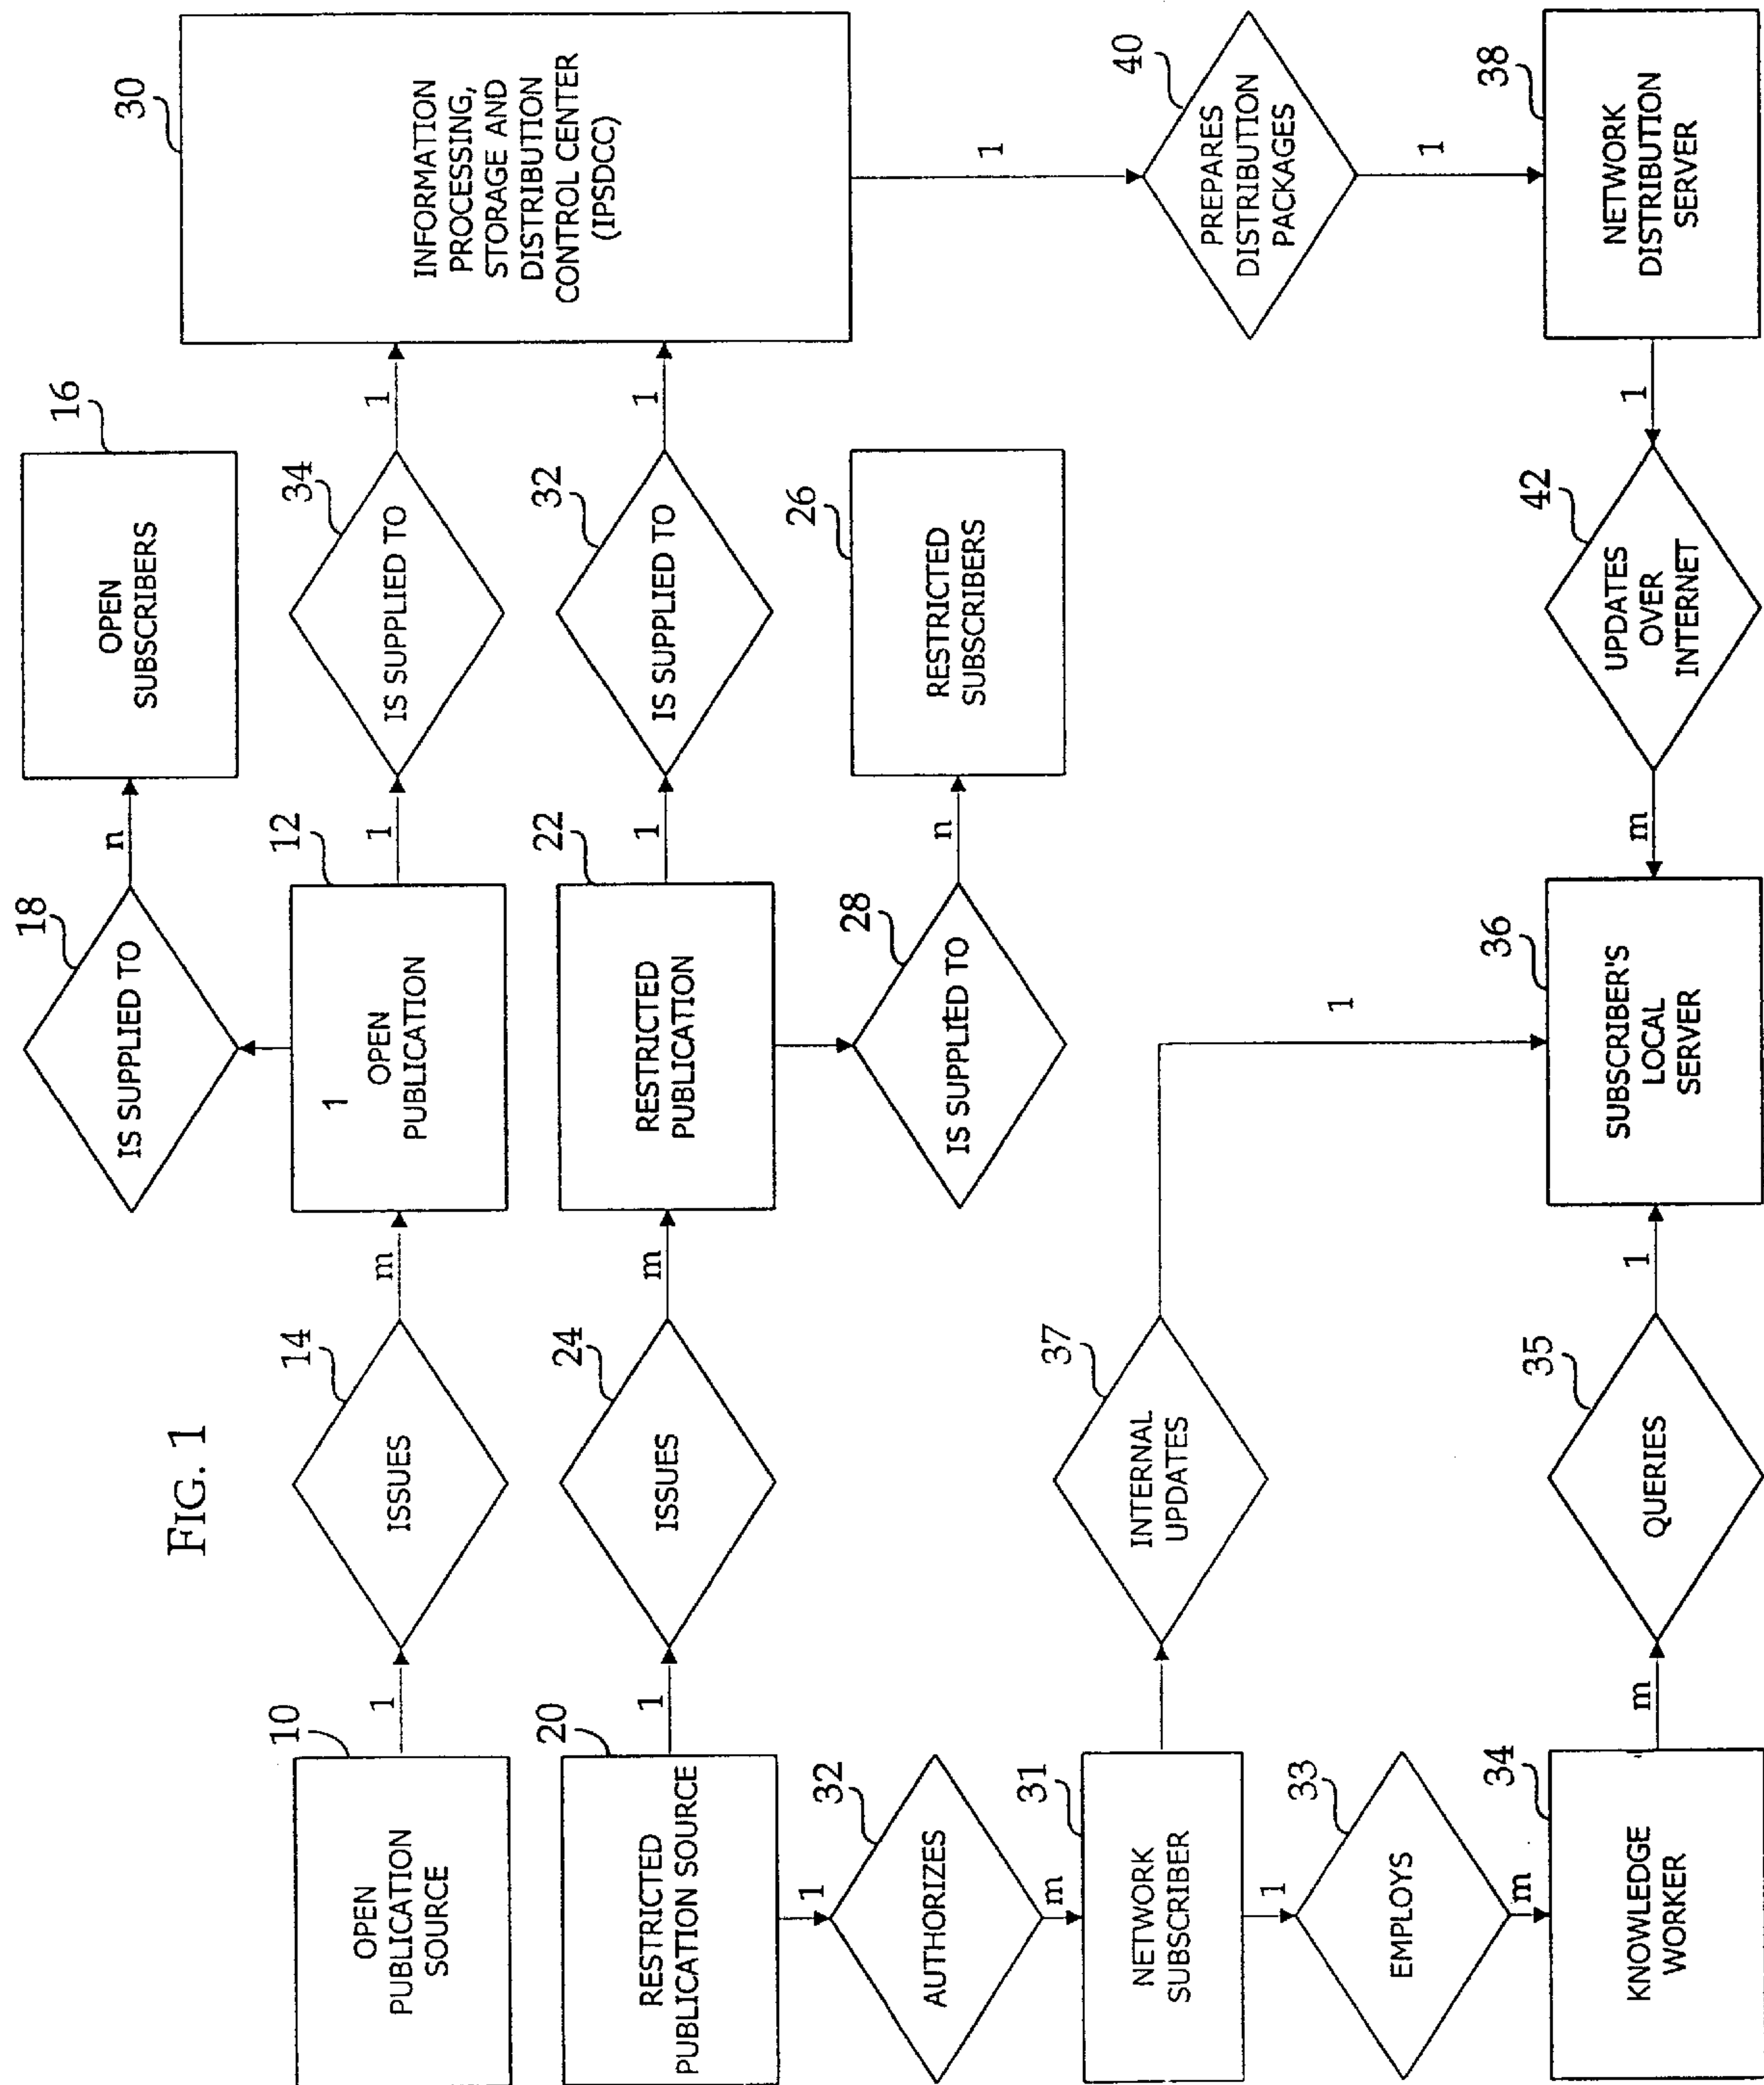 FIG. 1
18
IS SUPPLIED TO
n
16
OPEN
SUBSCRIBERS
10
OPEN
PUBLICATION
SOURCE
1
14
ISSUES
m
12
1
OPEN
PUBLICATION
1
34
IS SUPPLIED TO
1
30
INFORMATION
PROCESSING,
STORAGE AND
DISTRIBUTION
CONTROL CENTER
(IPSDCC)
20
RESTRICTED
PUBLICATION SOURCE
1
24
ISSUES
m
22
RESTRICTED
PUBLICATION
1
32
IS SUPPLIED TO
1
1
32
AUTHORIZES
m
28
IS SUPPLIED TO
n
26
RESTRICTED
SUBSCRIBERS
1
40
PREPARES
DISTRIBUTION
PACKAGES
1
31
NETWORK
SUBSCRIBER
37
INTERNAL
UPDATES
1
1
33
EMPLOYS
m
34
KNOWLEDGE
WORKER
m
35
QUERIES
1
36
SUBSCRIBER'S
LOCAL
SERVER
m
42
UPDATES
OVER
INTERNET
1
38
NETWORK
DISTRIBUTION
SERVER